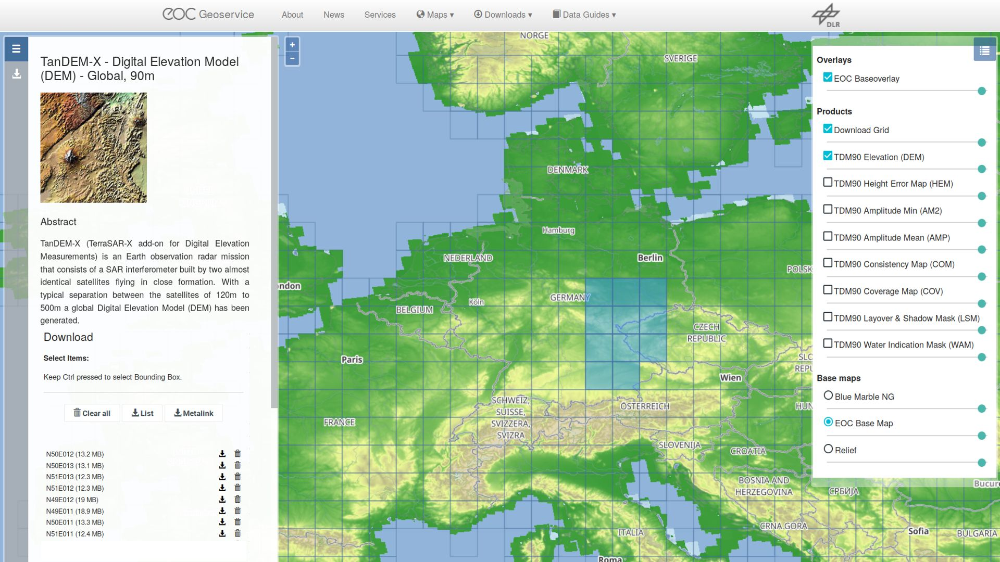 EOC Geoservice
About
News
Services
Maps ▾
Downloads ▾
Data Guides ▾
DLR
TanDEM-X - Digital Elevation Model
(DEM) - Global, 90m
Abstract
TanDEM-X (TerraSAR-X add-on for Digital Elevation
Measurements) is an Earth observation radar mission
that consists of a SAR interferometer built by two almost
identical satellites flying in close formation. With a
typical separation between the satellites of 120m to
500m a global Digital Elevation Model (DEM) has been
generated.
Download
Select Items:
Keep Ctrl pressed to select Bounding Box.
Clear all
List
Metalink
N50E012 (13.2 MB)
N50E013 (13.1 MB)
N51E013 (12.3 MB)
N51E012 (12.3 MB)
N49E012 (19 MB)
N49E011 (18.9 MB)
N50E011 (13.3 MB)
N51E011 (12.4 MB)
+
−
NORGE
SVERIGE
DENMARK
Hamburg
NEDERLAND
Berlin
POLSK
ndon
Köln
GERMANY
BELGIUM
CZECH
REPUBLIC
Paris
SLO
REPU
Wien
SCHWEIZ,
SUISSE,
SVIZZERA,
SVIZRA
ÖSTERREICH
HUN
FRANCE
SLOVENIJA
CROATIA
BOSNIA AND
HERZEGOVINA
СРБИЈА
Bucur
CRNA GORA
ITALIA
Sofia
BULGARIA
Roma
Overlays
EOC Baseoverlay
Products
Download Grid
TDM90 Elevation (DEM)
TDM90 Height Error Map (HEM)
TDM90 Amplitude Min (AM2)
TDM90 Amplitude Mean (AMP)
TDM90 Consistency Map (COM)
TDM90 Coverage Map (COV)
TDM90 Layover & Shadow Mask (LSM)
TDM90 Water Indication Mask (WAM)
Base maps
Blue Marble NG
EOC Base Map
Relief